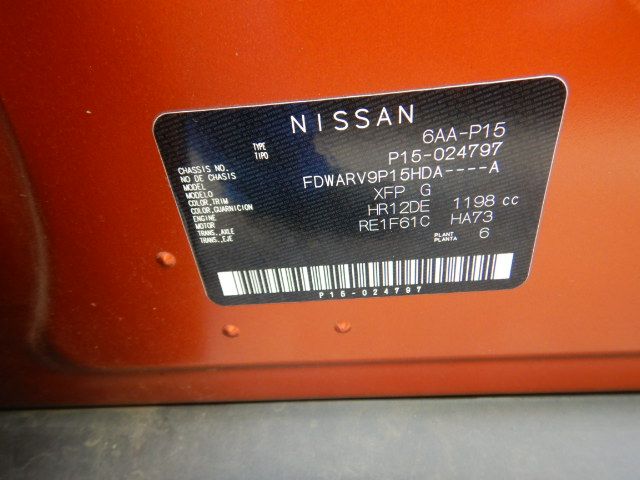 NISSAN
TYPE
TIPO 6AA-P15
CHASSIS NO.
NO DE CHASIS P15-024797
MODEL
MODELO FDWARV9P15HDA----A
COLOR,TRIM
COLOR,GUARNICION XFP G
ENGINE
MOTOR HR12DE 1198 cc
TRANS.,AXLE
TRANS.,EJE RE1F61C HA73
PLANT
PLANTA 6
P15-024797